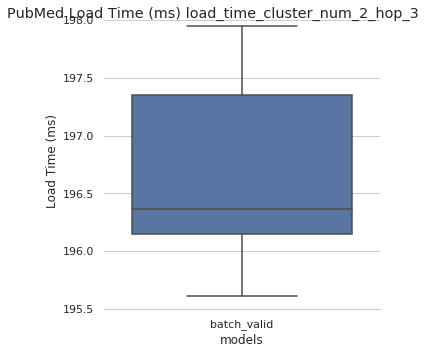 PubMed Load Time (ms) load_time_cluster_num_2_hop_3
198.0
197.5
197.0
196.5
196.0
195.5
Load Time (ms)
batch_valid
models